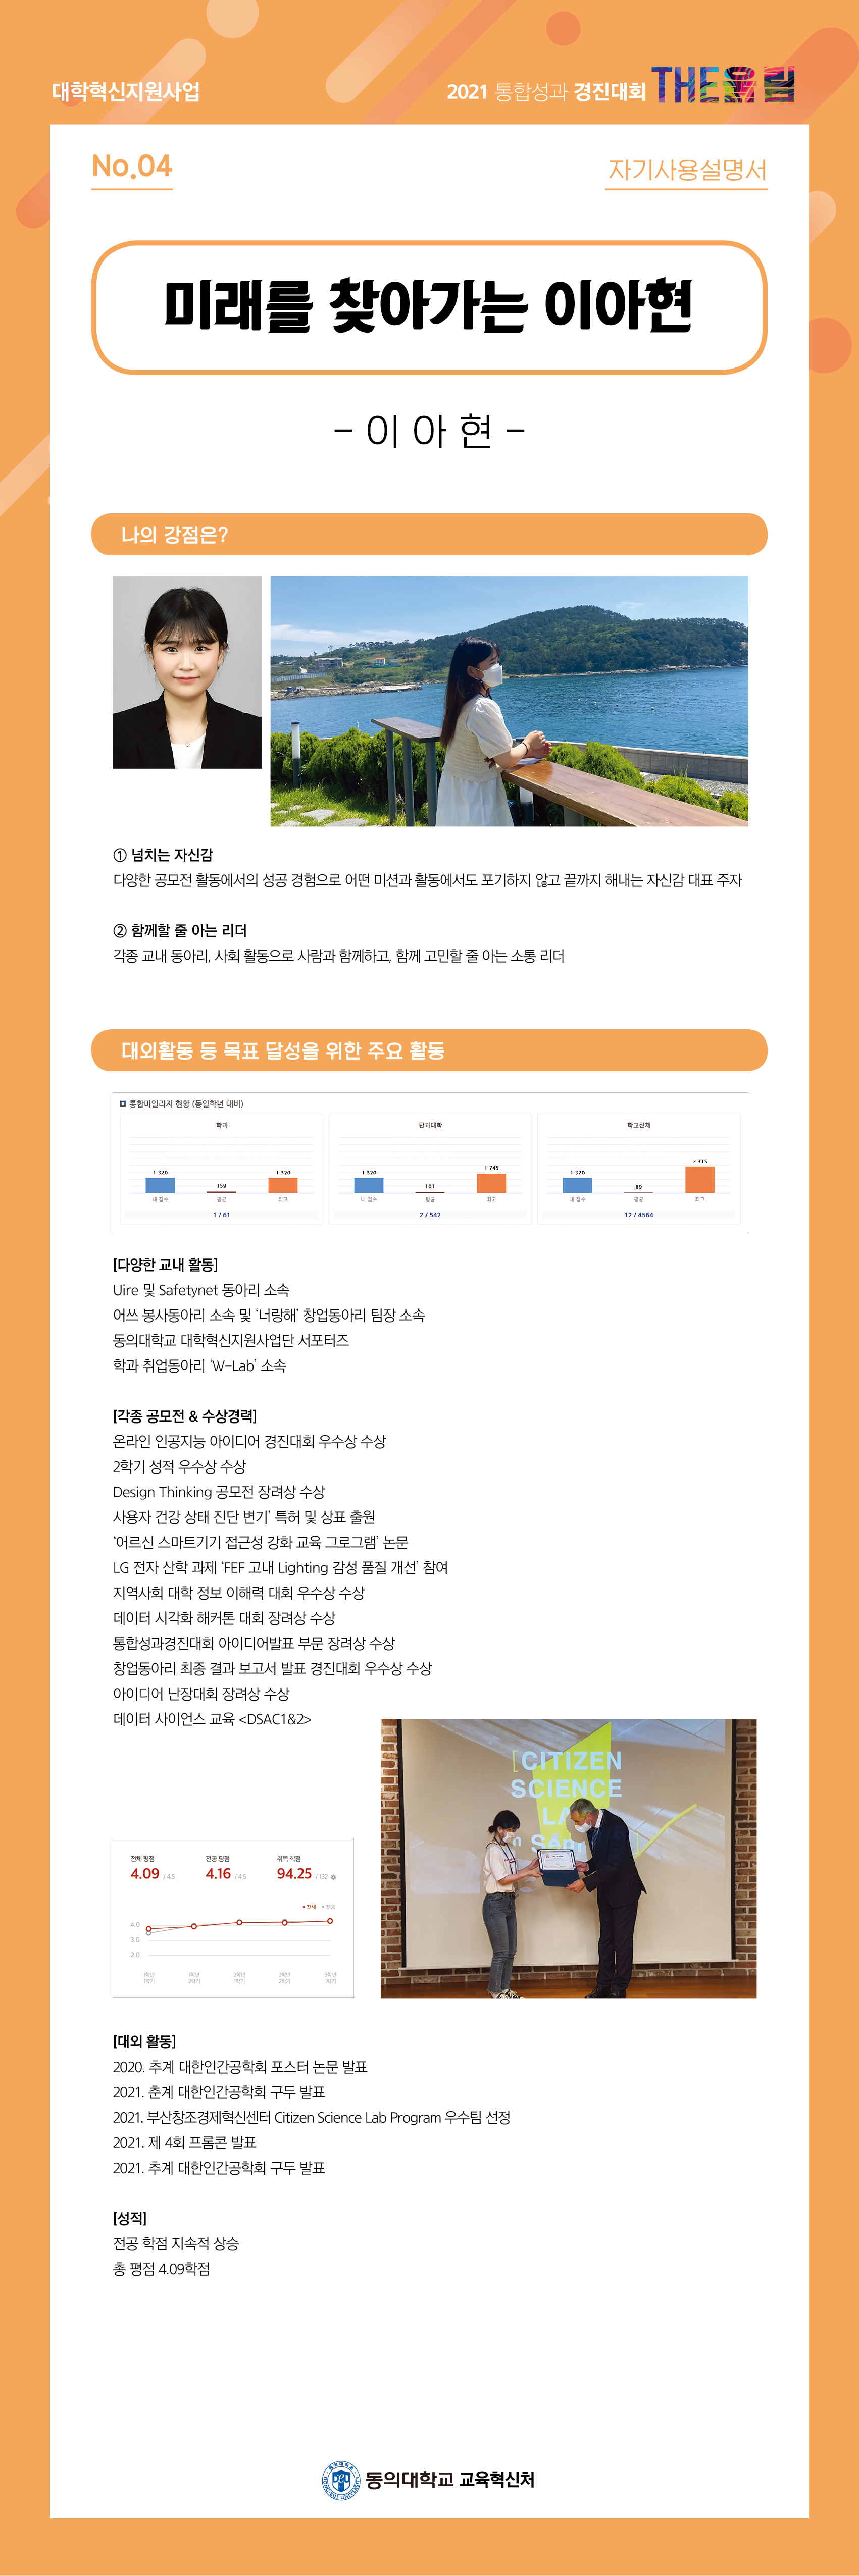 대학혁신지원사업
2021 통합성과 경진대회 THE울림
No.04
자기사용설명서
미래를 찾아가는 이아현
- 이 아 현 -
나의 강점은?
① 넘치는 자신감
다양한 공모전 활동에서의 성공 경험으로 어떤 미션과 활동에서도 포기하지 않고 끝까지 해내는 자신감 대표 주자
② 함께할 줄 아는 리더
각종 교내 동아리, 사회 활동으로 사람과 함께하고, 함께 고민할 줄 아는 소통 리더
대외활동 등 목표 달성을 위한 주요 활동
통합마일리지 현황 (동일학년 대비)
학과
1 320
159
1 320
내 점수
평균
최고
1 / 61
단과대학
1 320
101
1 745
내 점수
평균
최고
2 / 542
학교전체
1 320
89
2 315
내 점수
평균
최고
12 / 4564
[다양한 교내 활동]
Uire 및 Safetynet 동아리 소속
어쓰 봉사동아리 소속 및 ‘너랑해’ 창업동아리 팀장 소속
동의대학교 대학혁신지원사업단 서포터즈
학과 취업동아리 ‘W-Lab’ 소속
[각종 공모전 & 수상경력]
온라인 인공지능 아이디어 경진대회 우수상 수상
2학기 성적 우수상 수상
Design Thinking 공모전 장려상 수상
사용자 건강 상태 진단 변기’ 특허 및 상표 출원
‘어르신 스마트기기 접근성 강화 교육 그로그램’ 논문
LG 전자 산학 과제 ‘FEF 고내 Lighting 감성 품질 개선’ 참여
지역사회 대학 정보 이해력 대회 우수상 수상
데이터 시각화 해커톤 대회 장려상 수상
통합성과경진대회 아이디어발표 부문 장려상 수상
창업동아리 최종 결과 보고서 발표 경진대회 우수상 수상
아이디어 난장대회 장려상 수상
데이터 사이언스 교육 <DSAC1&2>
[CITIZEN
SCIENCE
LA
전체 평점
4.09 / 4.5
전공 평점
4.16 / 4.5
취득 학점
94.25 / 132
전체
전공
4.0
3.0
2.0
1학년 1학기
1학년 2학기
2학년 1학기
2학년 2학기
3학년 1학기
[대외 활동]
2020. 추계 대한인간공학회 포스터 논문 발표
2021. 춘계 대한인간공학회 구두 발표
2021. 부산창조경제혁신센터 Citizen Science Lab Program 우수팀 선정
2021. 제 4회 프롬콘 발표
2021. 추계 대한인간공학회 구두 발표
[성적]
전공 학점 지속적 상승
총 평점 4.09학점
동의대학교 교육혁신처